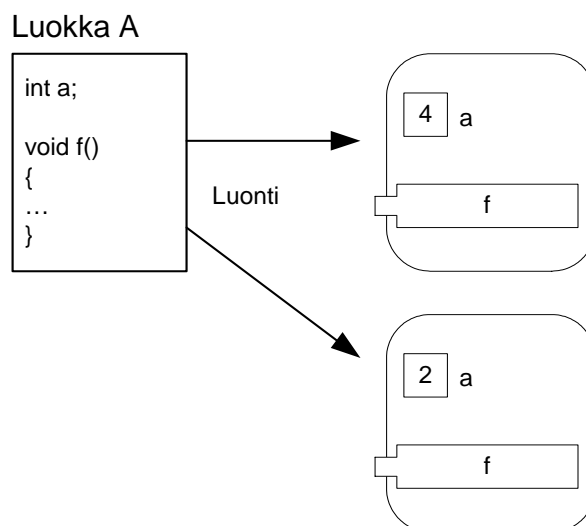 Luokka A
int a;
void f()
{
…
}
Luonti
4 a
f
2 a
f